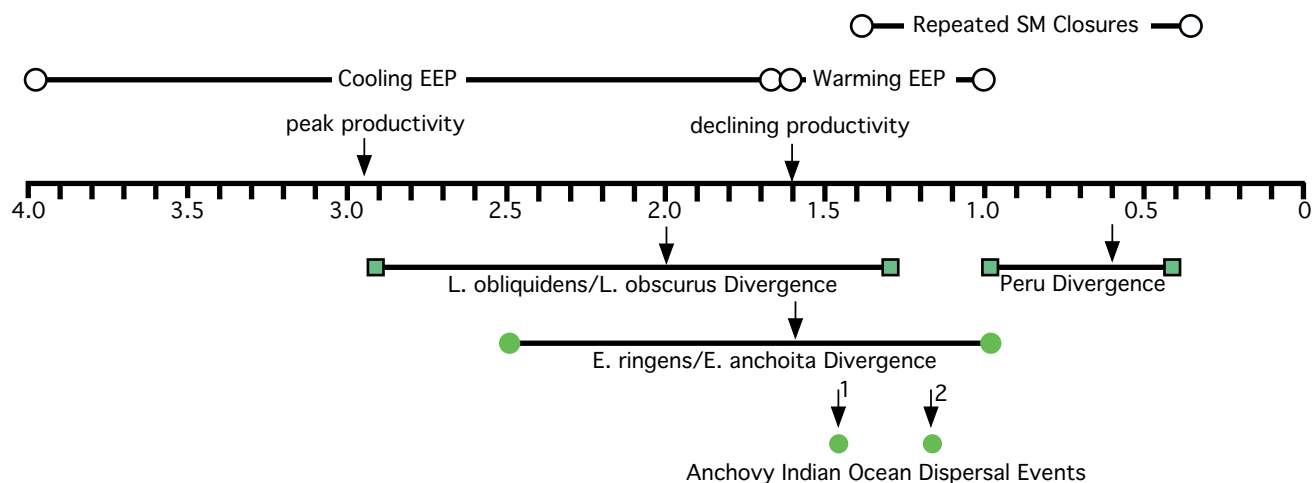 Repeated SM Closures
Cooling EEP
Warming EEP
peak productivity
declining productivity
4.0 3.5 3.0 2.5 2.0 1.5 1.0 0.5 0
L. obliquidens/L. obscurus Divergence
Peru Divergence
E. ringens/E. anchoita Divergence
1 2
Anchovy Indian Ocean Dispersal Events